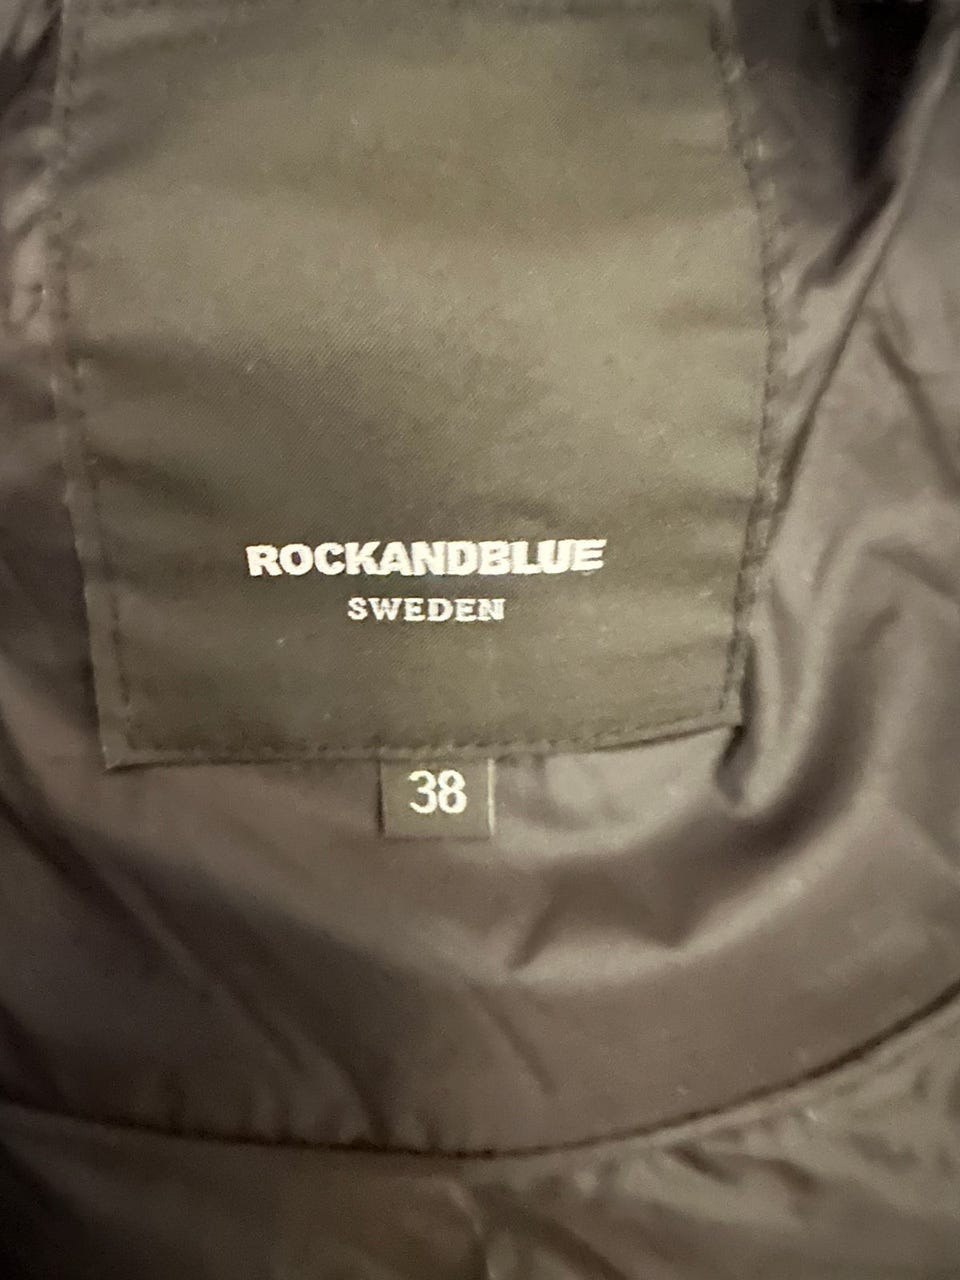 ROCKANDBLUE
SWEDEN
38